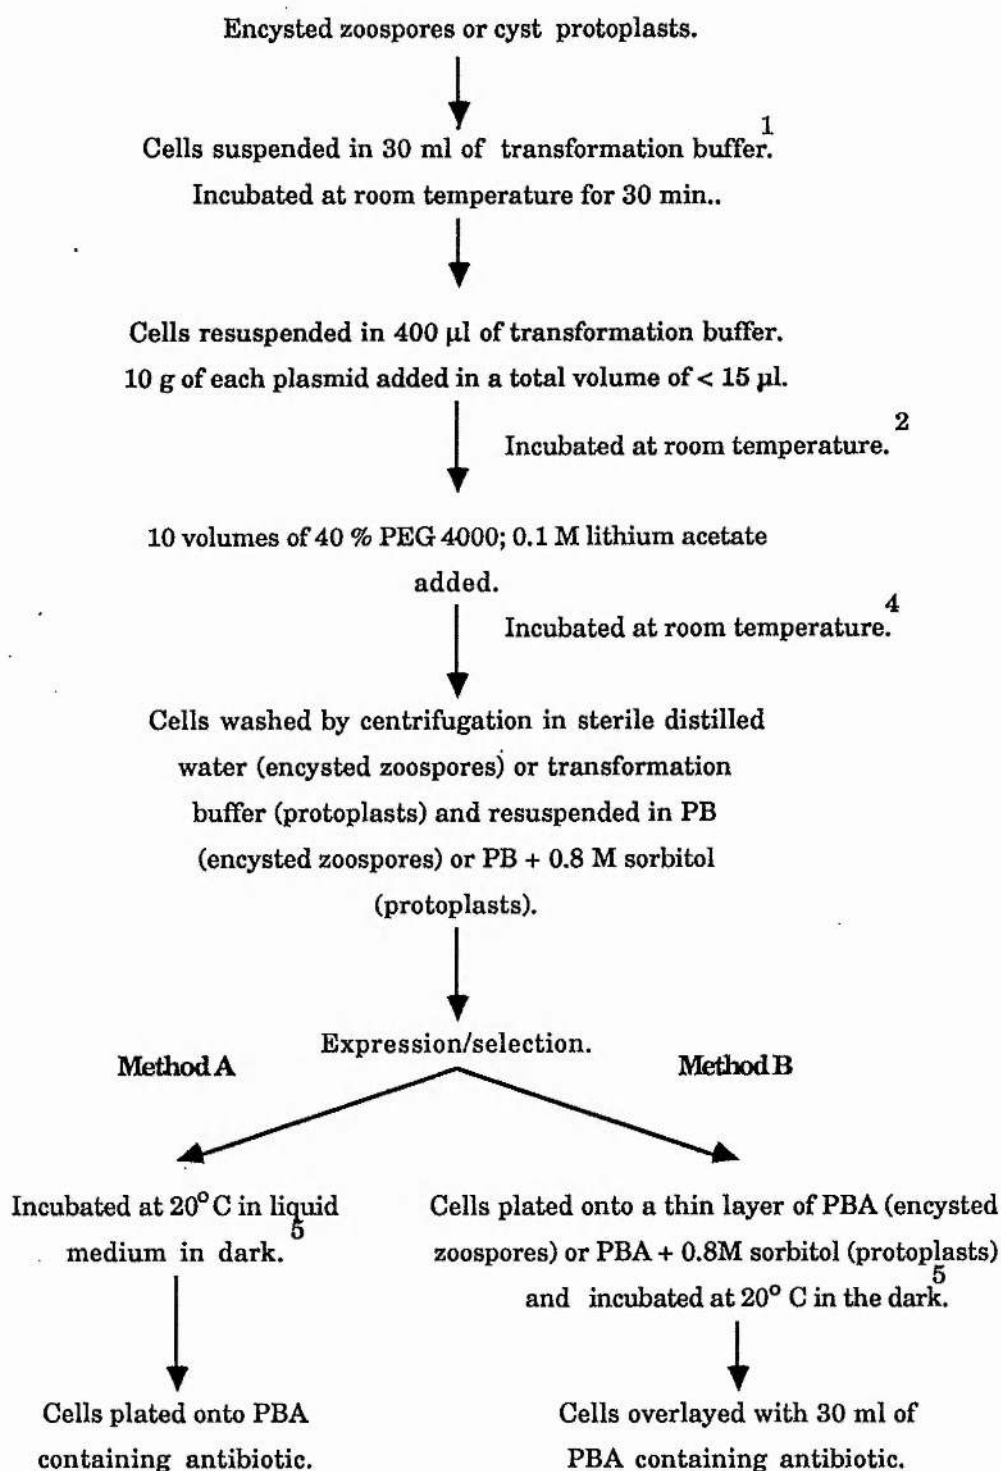 Encysted zoospores or cyst protoplasts.
Cells suspended in 30 ml of transformation buffer.1
Incubated at room temperature for 30 min..
Cells resuspended in 400 µl of transformation buffer.
10 g of each plasmid added in a total volume of < 15 µl.
Incubated at room temperature.2
10 volumes of 40 % PEG 4000; 0.1 M lithium acetate
added.
Incubated at room temperature.4
Cells washed by centrifugation in sterile distilled
water (encysted zoospores) or transformation
buffer (protoplasts) and resuspended in PB
(encysted zoospores) or PB + 0.8 M sorbitol
(protoplasts).
Expression/selection.
Method A
Method B
Incubated at 20° C in liquid
medium in dark.5
Cells plated onto PBA
containing antibiotic.
Cells plated onto a thin layer of PBA (encysted
zoospores) or PBA + 0.8M sorbitol (protoplasts)
and incubated at 20° C in the dark.5
Cells overlayed with 30 ml of
PBA containing antibiotic.